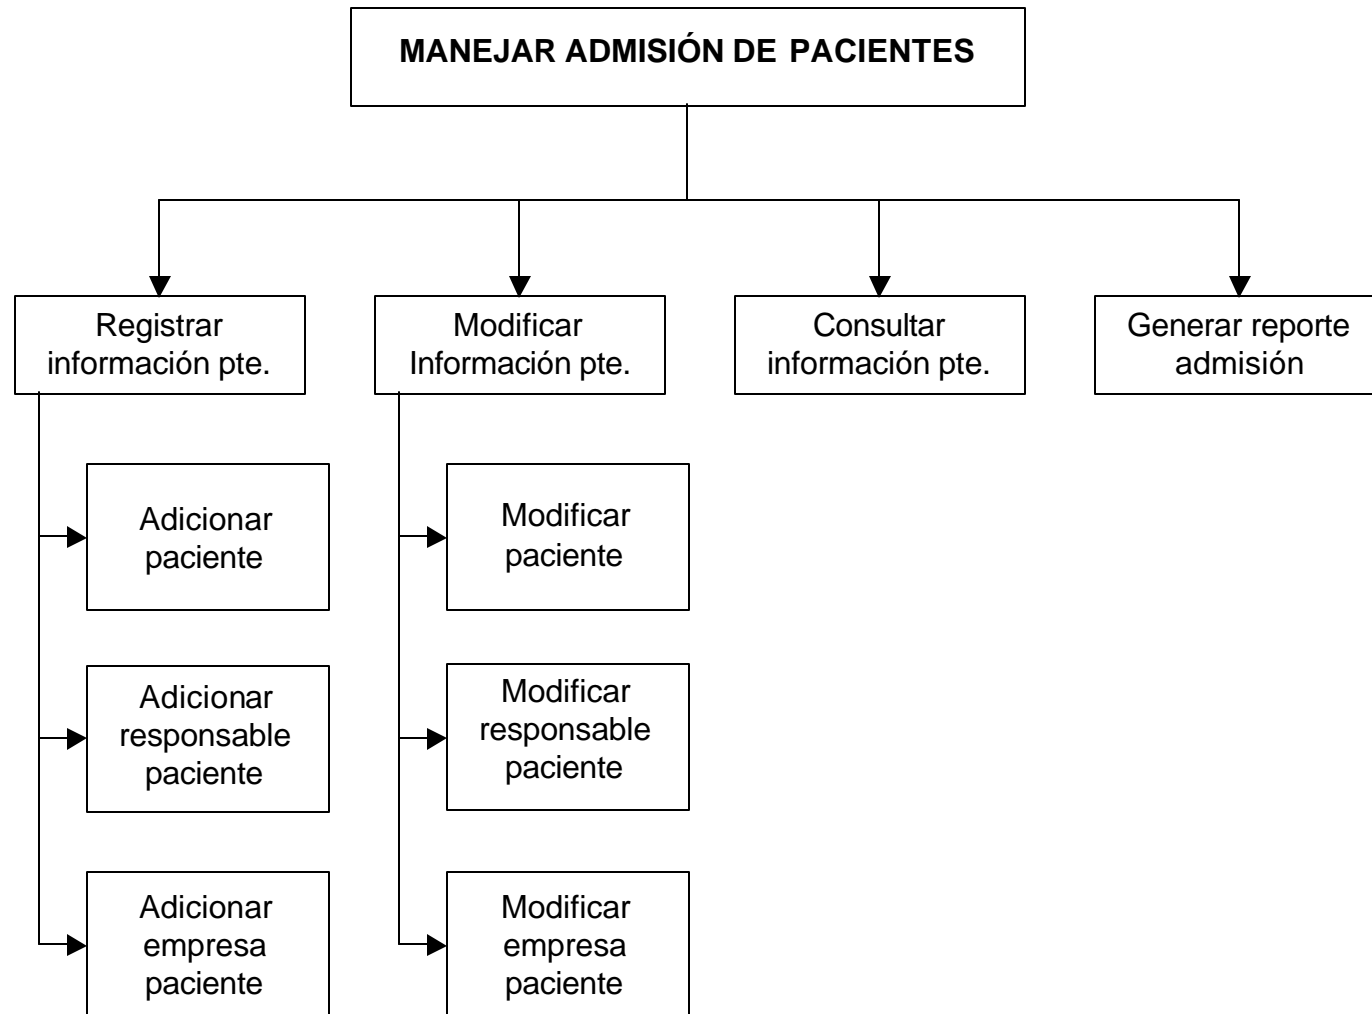 MANEJAR ADMISIÓN DE PACIENTES
Registrar
información pte.
Modificar
Información pte.
Consultar
información pte.
Generar reporte
admisión
Adicionar
paciente
Modificar
paciente
Adicionar
responsable
paciente
Modificar
responsable
paciente
Adicionar
empresa
paciente
Modificar
empresa
paciente